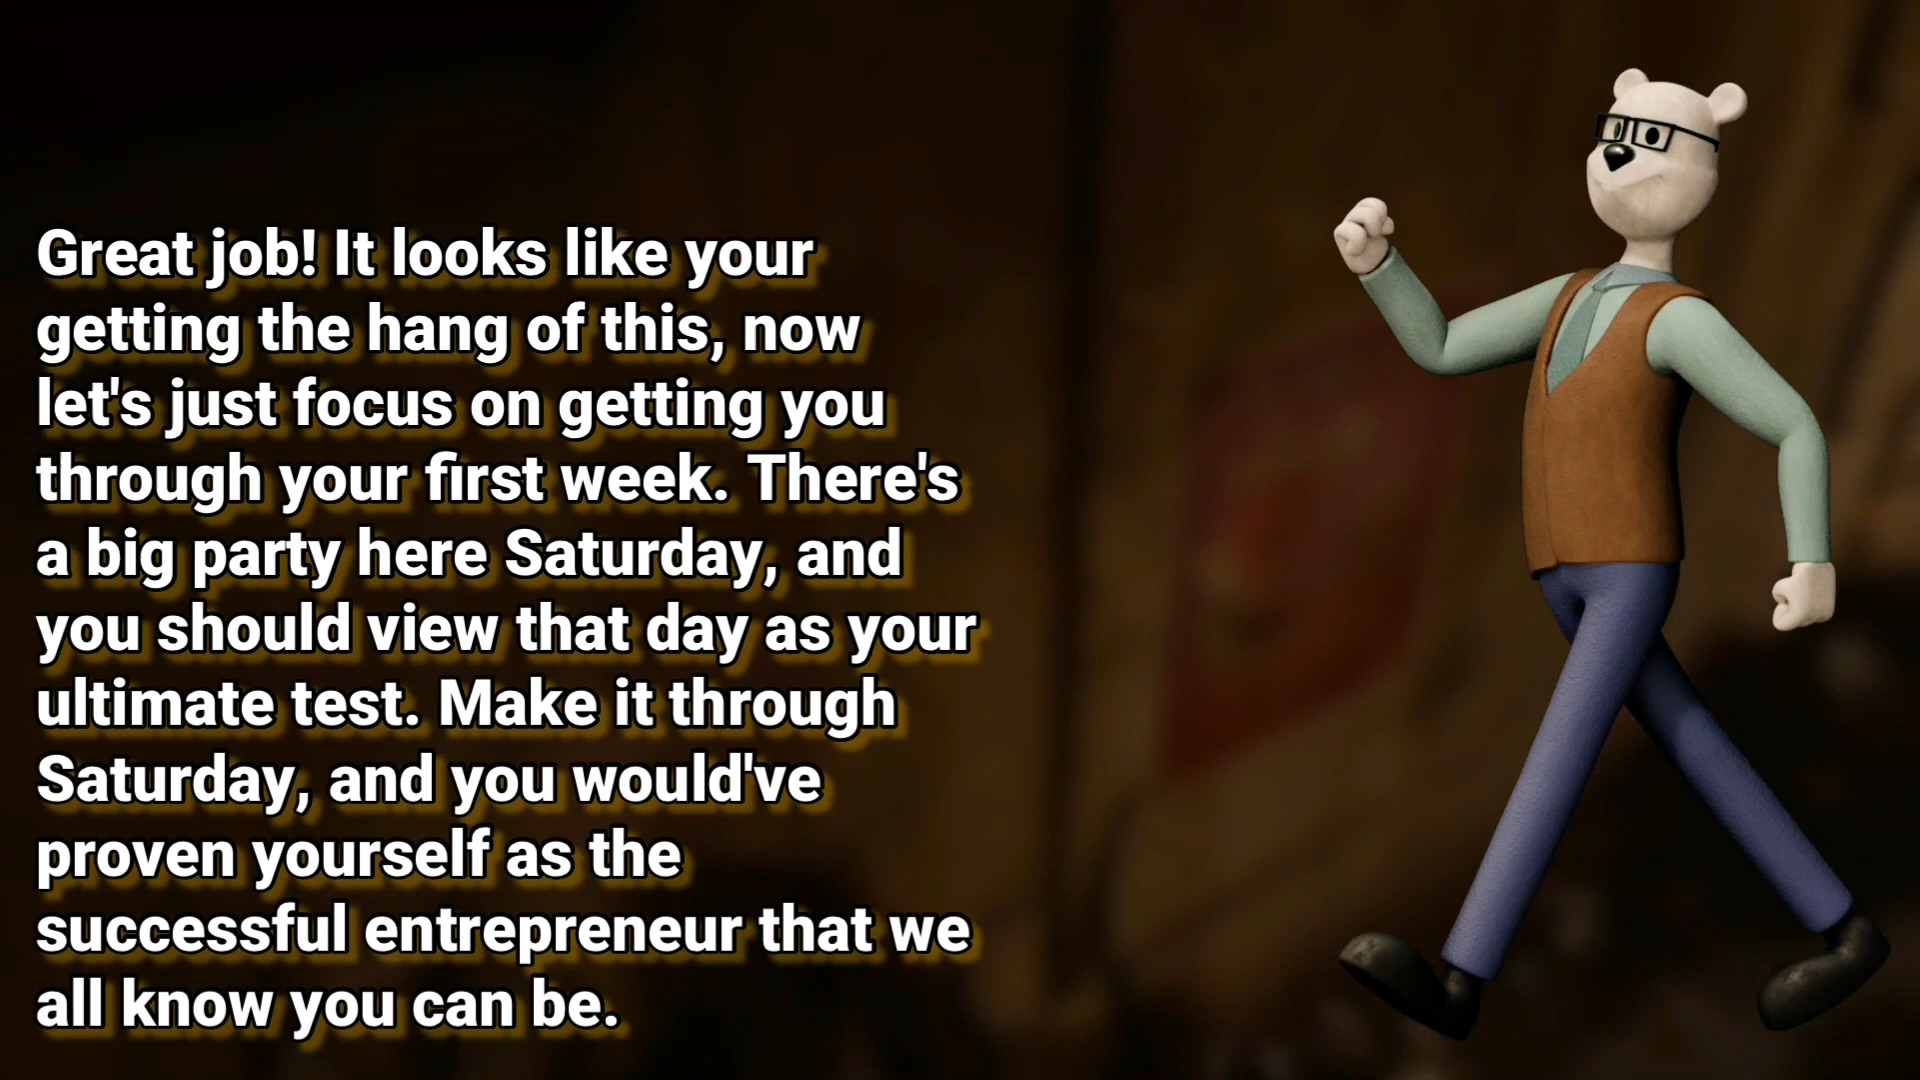 Great job! It looks like your
getting the hang of this, now
let's just focus on getting you
through your first week. There's
a big party here Saturday, and
you should view that day as your
ultimate test. Make it through
Saturday, and you would've
proven yourself as the
successful entrepreneur that we
all know you can be.